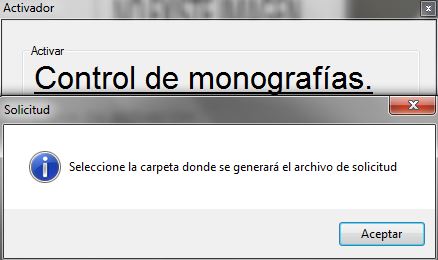 Activador
Activar
Control de monografías.
Solicitud
Seleccione la carpeta donde se generará el archivo de solicitud
Aceptar